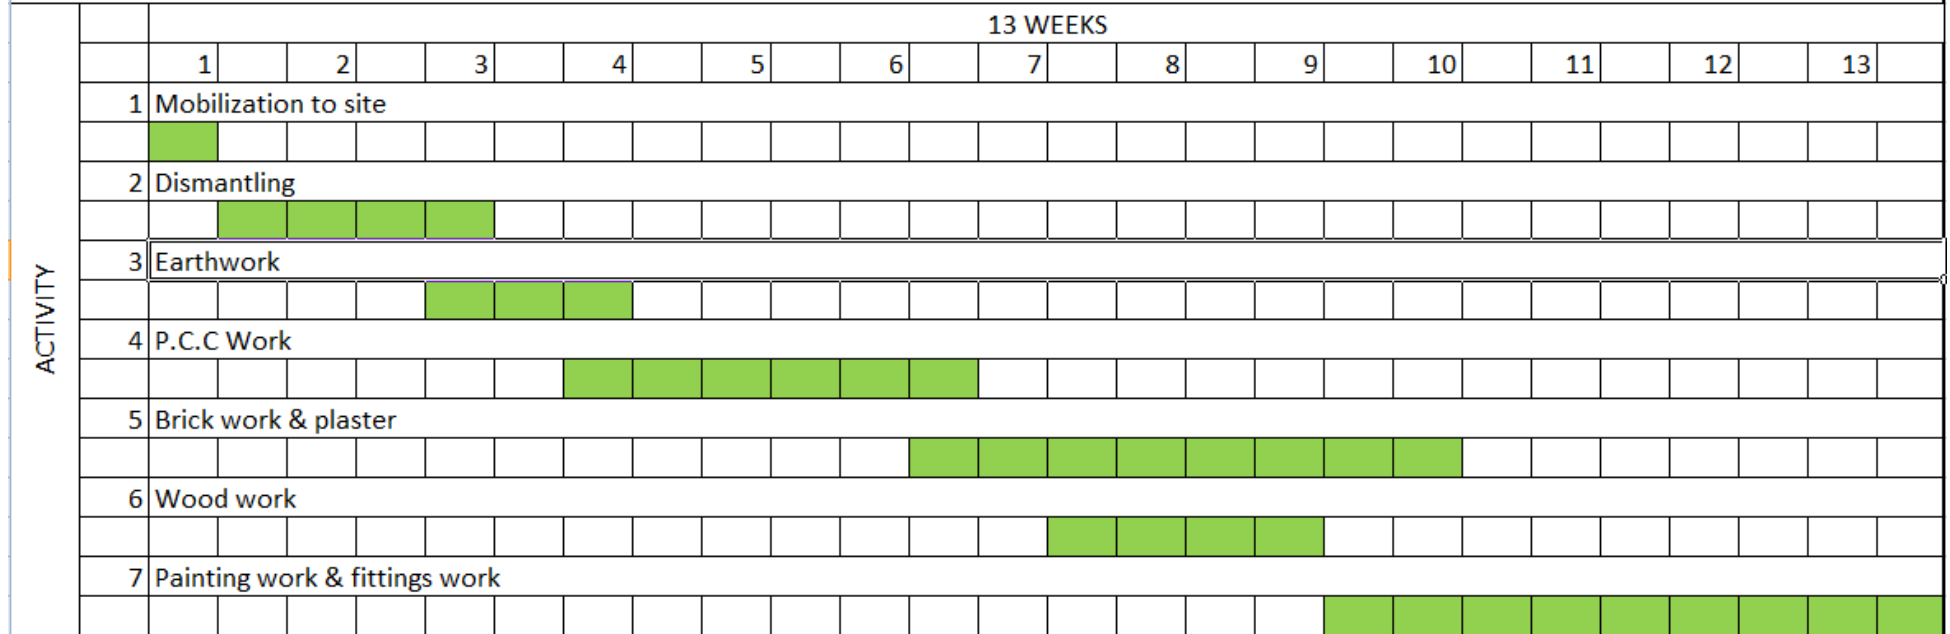 13 WEEKS
1 2 3 4 5 6 7 8 9 10 11 12 13
ACTIVITY
1 Mobilization to site
2 Dismantling
3 Earthwork
4 P.C.C Work
5 Brick work & plaster
6 Wood work
7 Painting work & fittings work